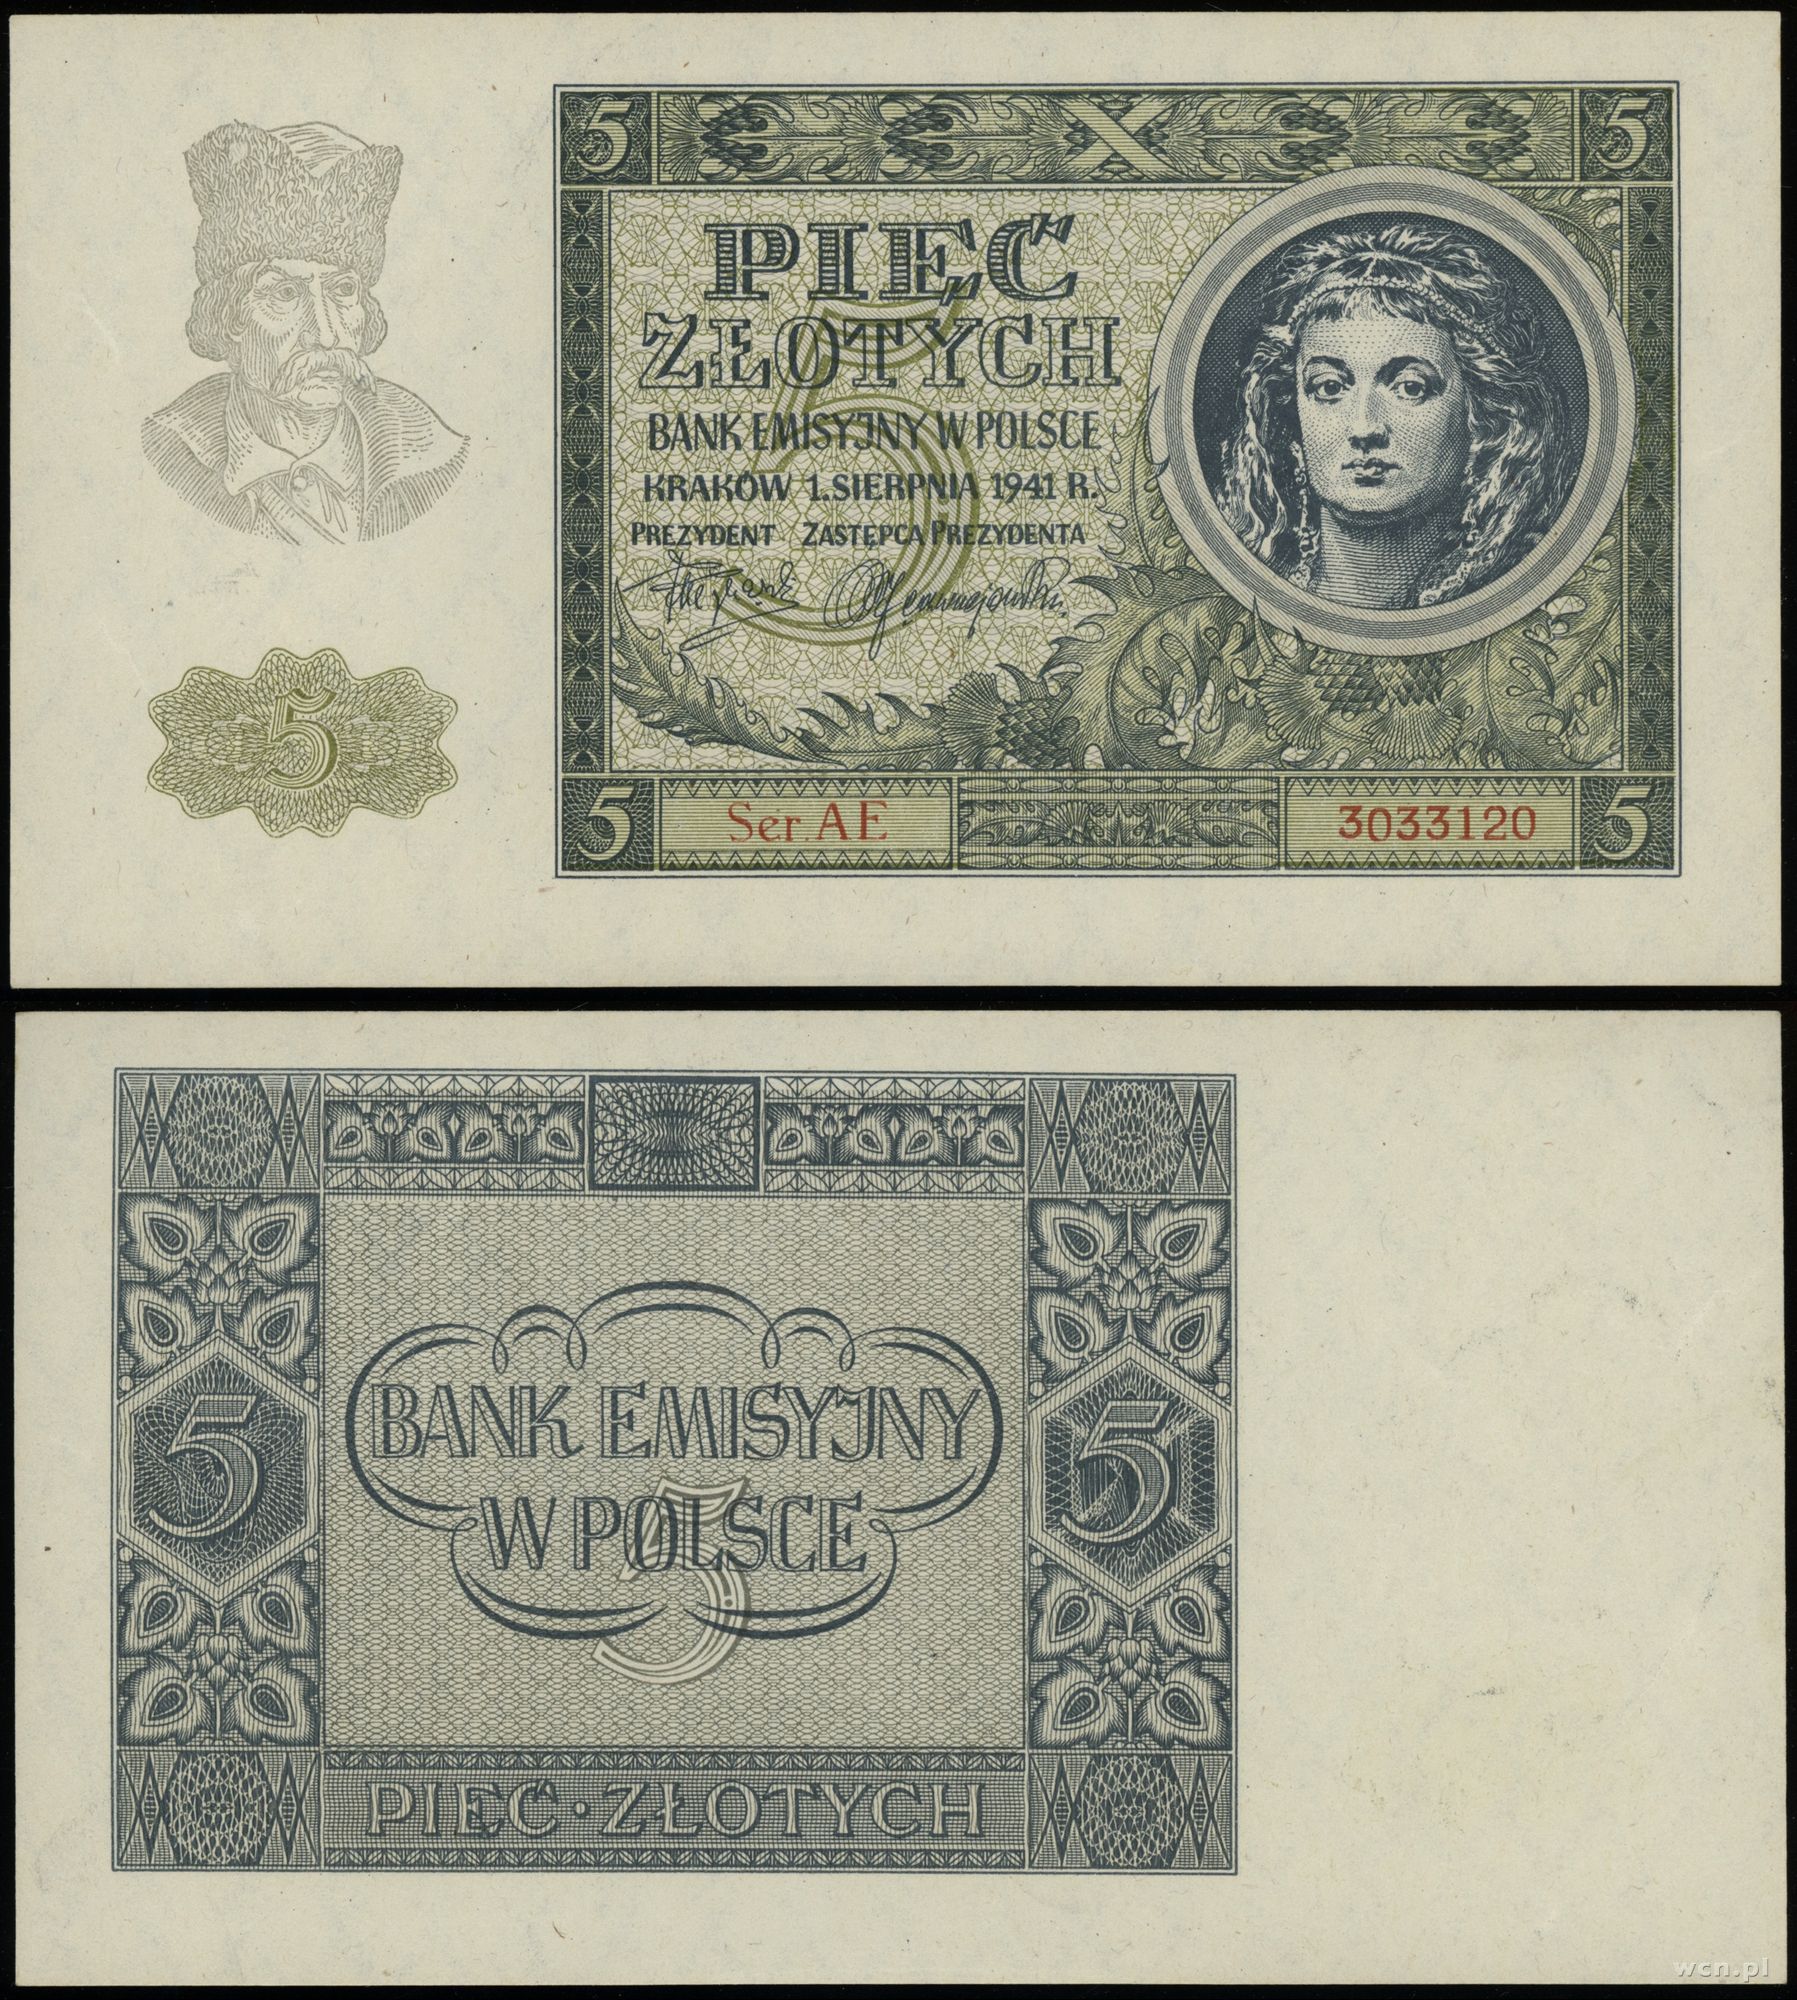 5
5
PIĘĆ
ZŁOTYCH
5
BANK EMISYJNY W POLSCE
KRAKÓW 1. SIERPNIA 1941 R.
PREZYDENT ZASTĘPCA PREZYDENTA
5
5 Ser. AE 3033120 5
BANK EMISYJNY
W POLSCE
5 5
5
PIĘĆ · ZŁOTYCH
wcn.pl